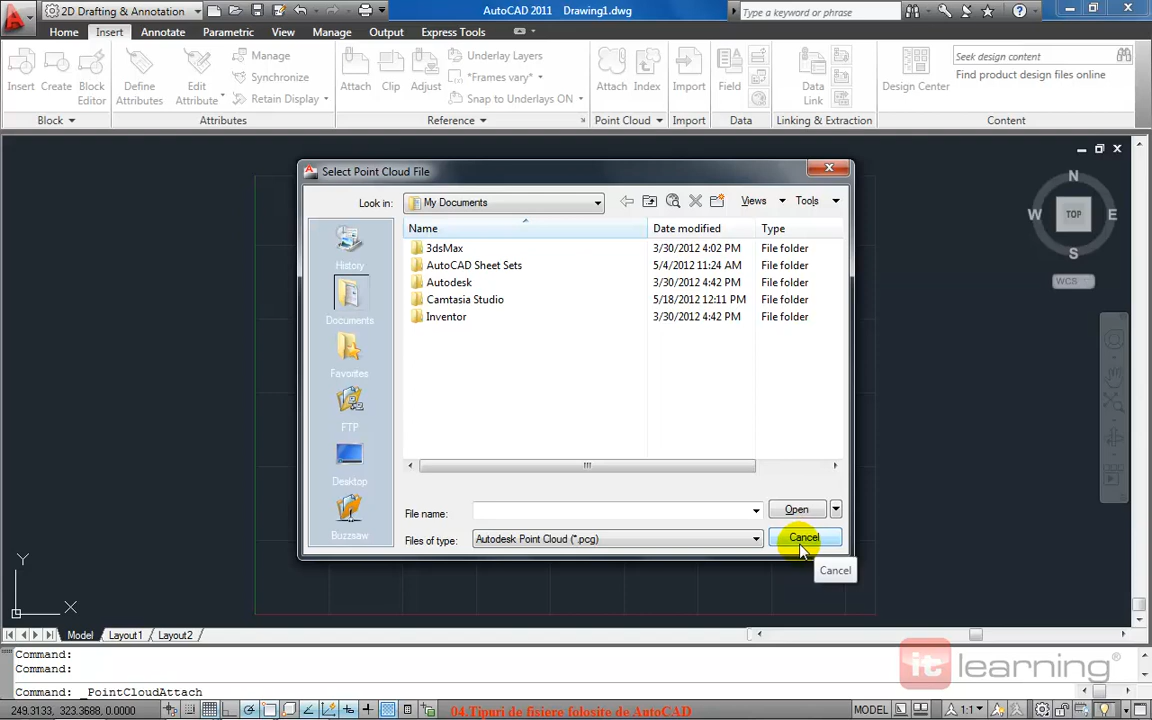 2D Drafting & Annotation
AutoCAD 2011 Drawing1.dwg
Type a keyword or phrase
Home Insert Annotate Parametric View Manage Output Express Tools
Manage
Underlay Layers
Seek design content
Synchronize
*Frames vary*
Find product design files online
Insert Create Block Editor
Define Attributes
Edit Attribute
Retain Display
Attach Clip Adjust
Snap to Underlays ON
Attach Index
Import
Field
Data Link
Design Center
Block
Attributes
Reference
Point Cloud
Import
Data
Linking & Extraction
Content
Select Point Cloud File
Look in: My Documents
Views Tools
Name Date modified Type
3dsMax 3/30/2012 4:02 PM File folder
AutoCAD Sheet Sets 5/4/2012 11:24 AM File folder
Autodesk 3/30/2012 4:42 PM File folder
Camtasia Studio 5/18/2012 12:11 PM File folder
Inventor 3/30/2012 4:42 PM File folder
History
Documents
Favorites
FTP
Desktop
Buzzsaw
File name:
Open
Files of type: Autodesk Point Cloud (*.pcg)
Cancel
Cancel
N
W TOP E
S
WCS
Y
X
Model Layout1 Layout2
Command:
Command:
Command: _PointCloudAttach
it learning®
249.3133, 323.3688, 0.0000
04.Tipuri de fisiere folosite de AutoCAD
MODEL
1:1